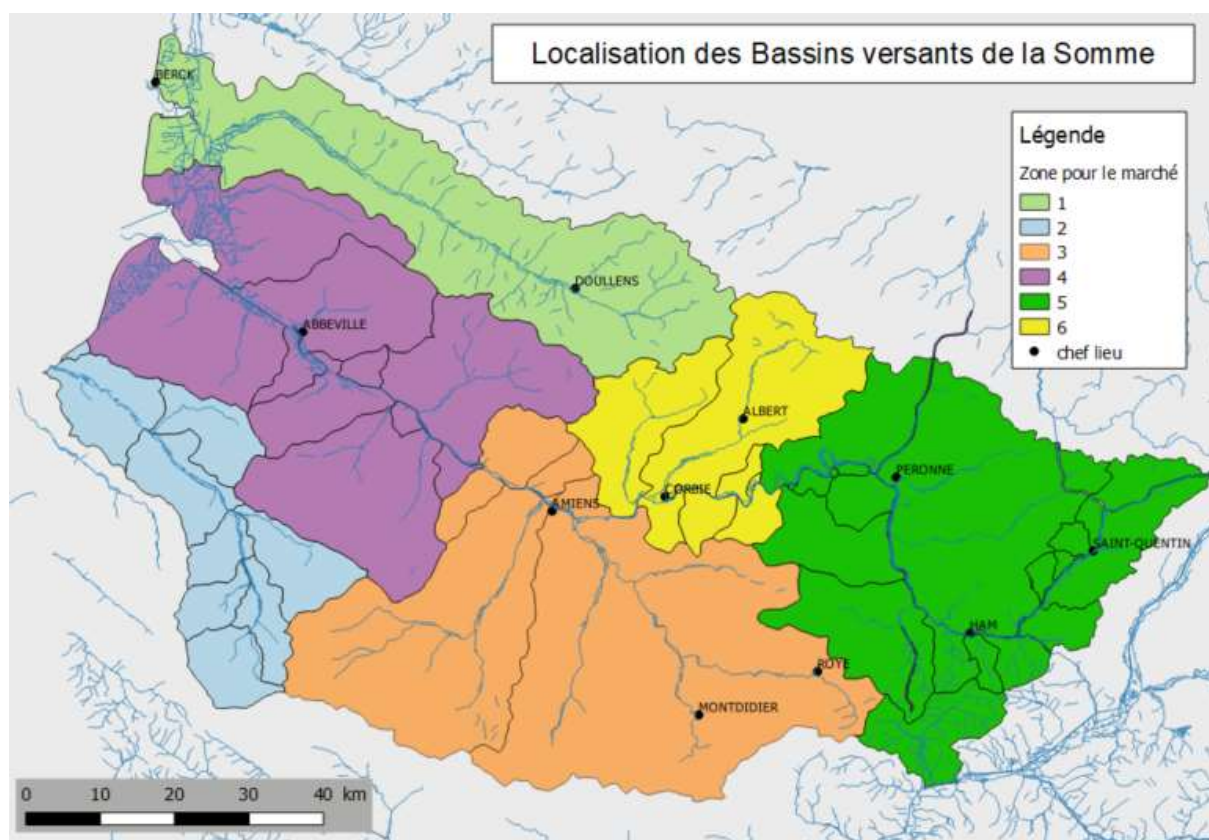 Localisation des Bassins versants de la Somme
Légende
Zone pour le marché
1
2
3
4
5
6
chef lieu
BERCK
DOULLENS
ABBEVILLE
ALBERT
CORBIE
PERONNE
AMIENS
SAINT-QUENTIN
HAM
ROYE
MONTDIDIER
0 10 20 30 40 km